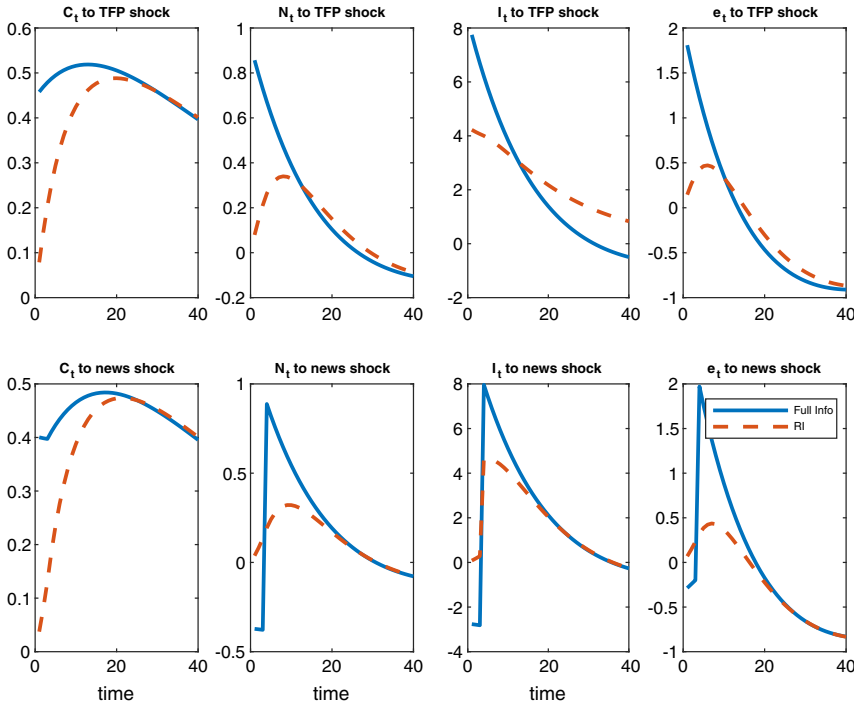 C_t to TFP shock
N_t to TFP shock
I_t to TFP shock
e_t to TFP shock
0.6
0.5
0.4
0.3
0.2
0.1
0
0 20 40
1
0.8
0.6
0.4
0.2
0
-0.2
0 20 40
8
6
4
2
0
-2
0 20 40
2
1.5
1
0.5
0
-0.5
-1
0 20 40
C_t to news shock
N_t to news shock
I_t to news shock
e_t to news shock
0.5
0.4
0.3
0.2
0.1
0
0 20 40
time
1
0.5
0
-0.5
0 20 40
time
8
6
4
2
0
-2
-4
0 20 40
time
2
1.5
1
0.5
0
-0.5
-1
0 20 40
time
Full Info
RI